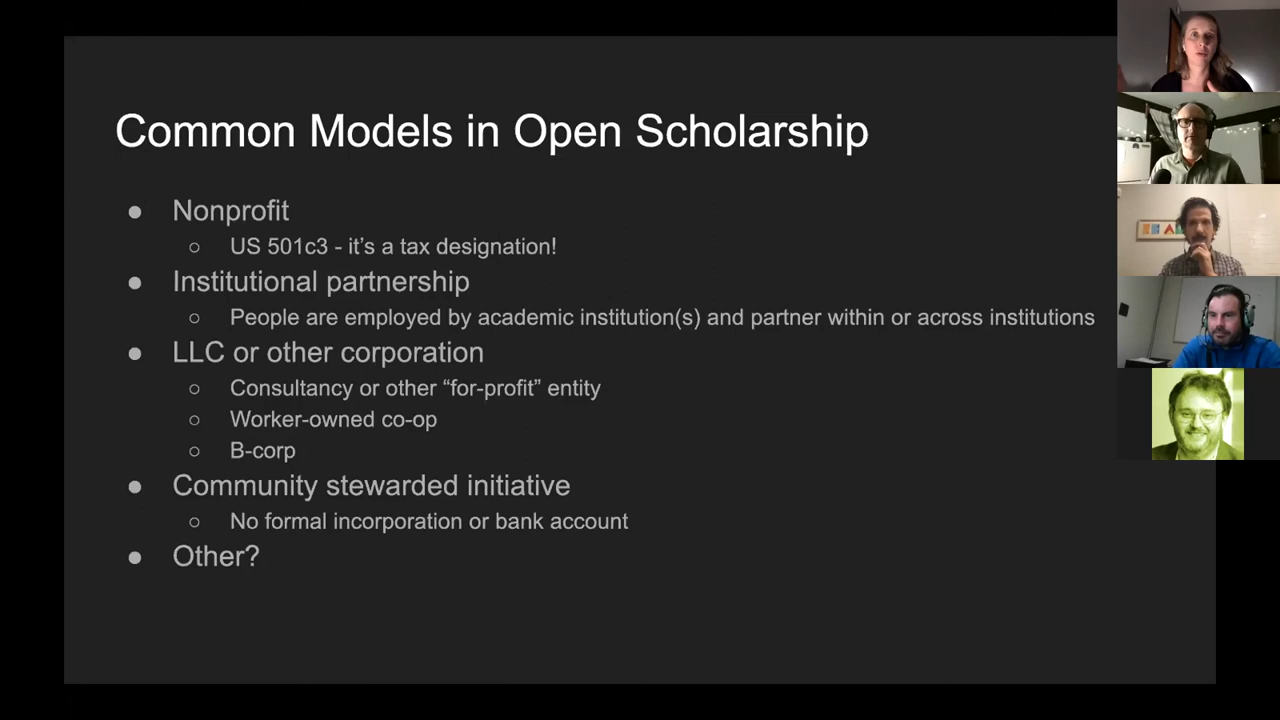 Common Models in Open Scholarship
● Nonprofit
○ US 501c3 - it's a tax designation!
● Institutional partnership
○ People are employed by academic institution(s) and partner within or across institutions
● LLC or other corporation
○ Consultancy or other “for-profit” entity
○ Worker-owned co-op
○ B-corp
● Community stewarded initiative
○ No formal incorporation or bank account
● Other?